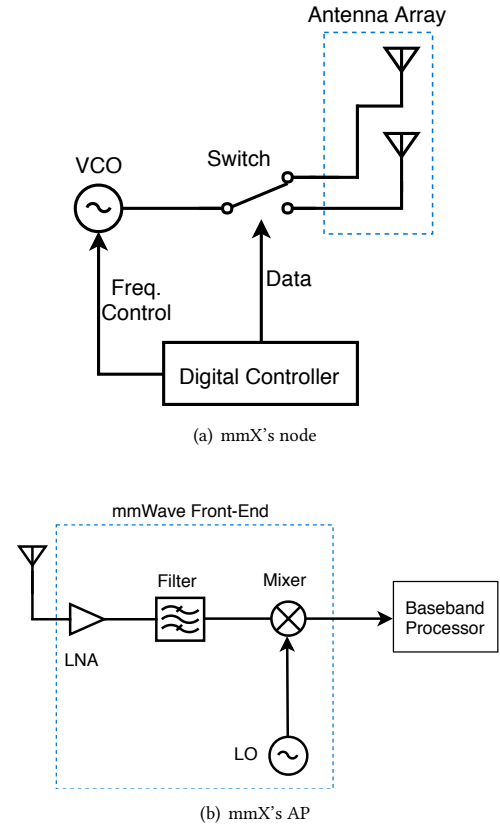 Antenna Array
Switch
VCO
Freq.
Control
Data
Digital Controller
(a) mmX's node
mmWave Front-End
Filter
Mixer
LNA
Baseband
Processor
LO
(b) mmX's AP